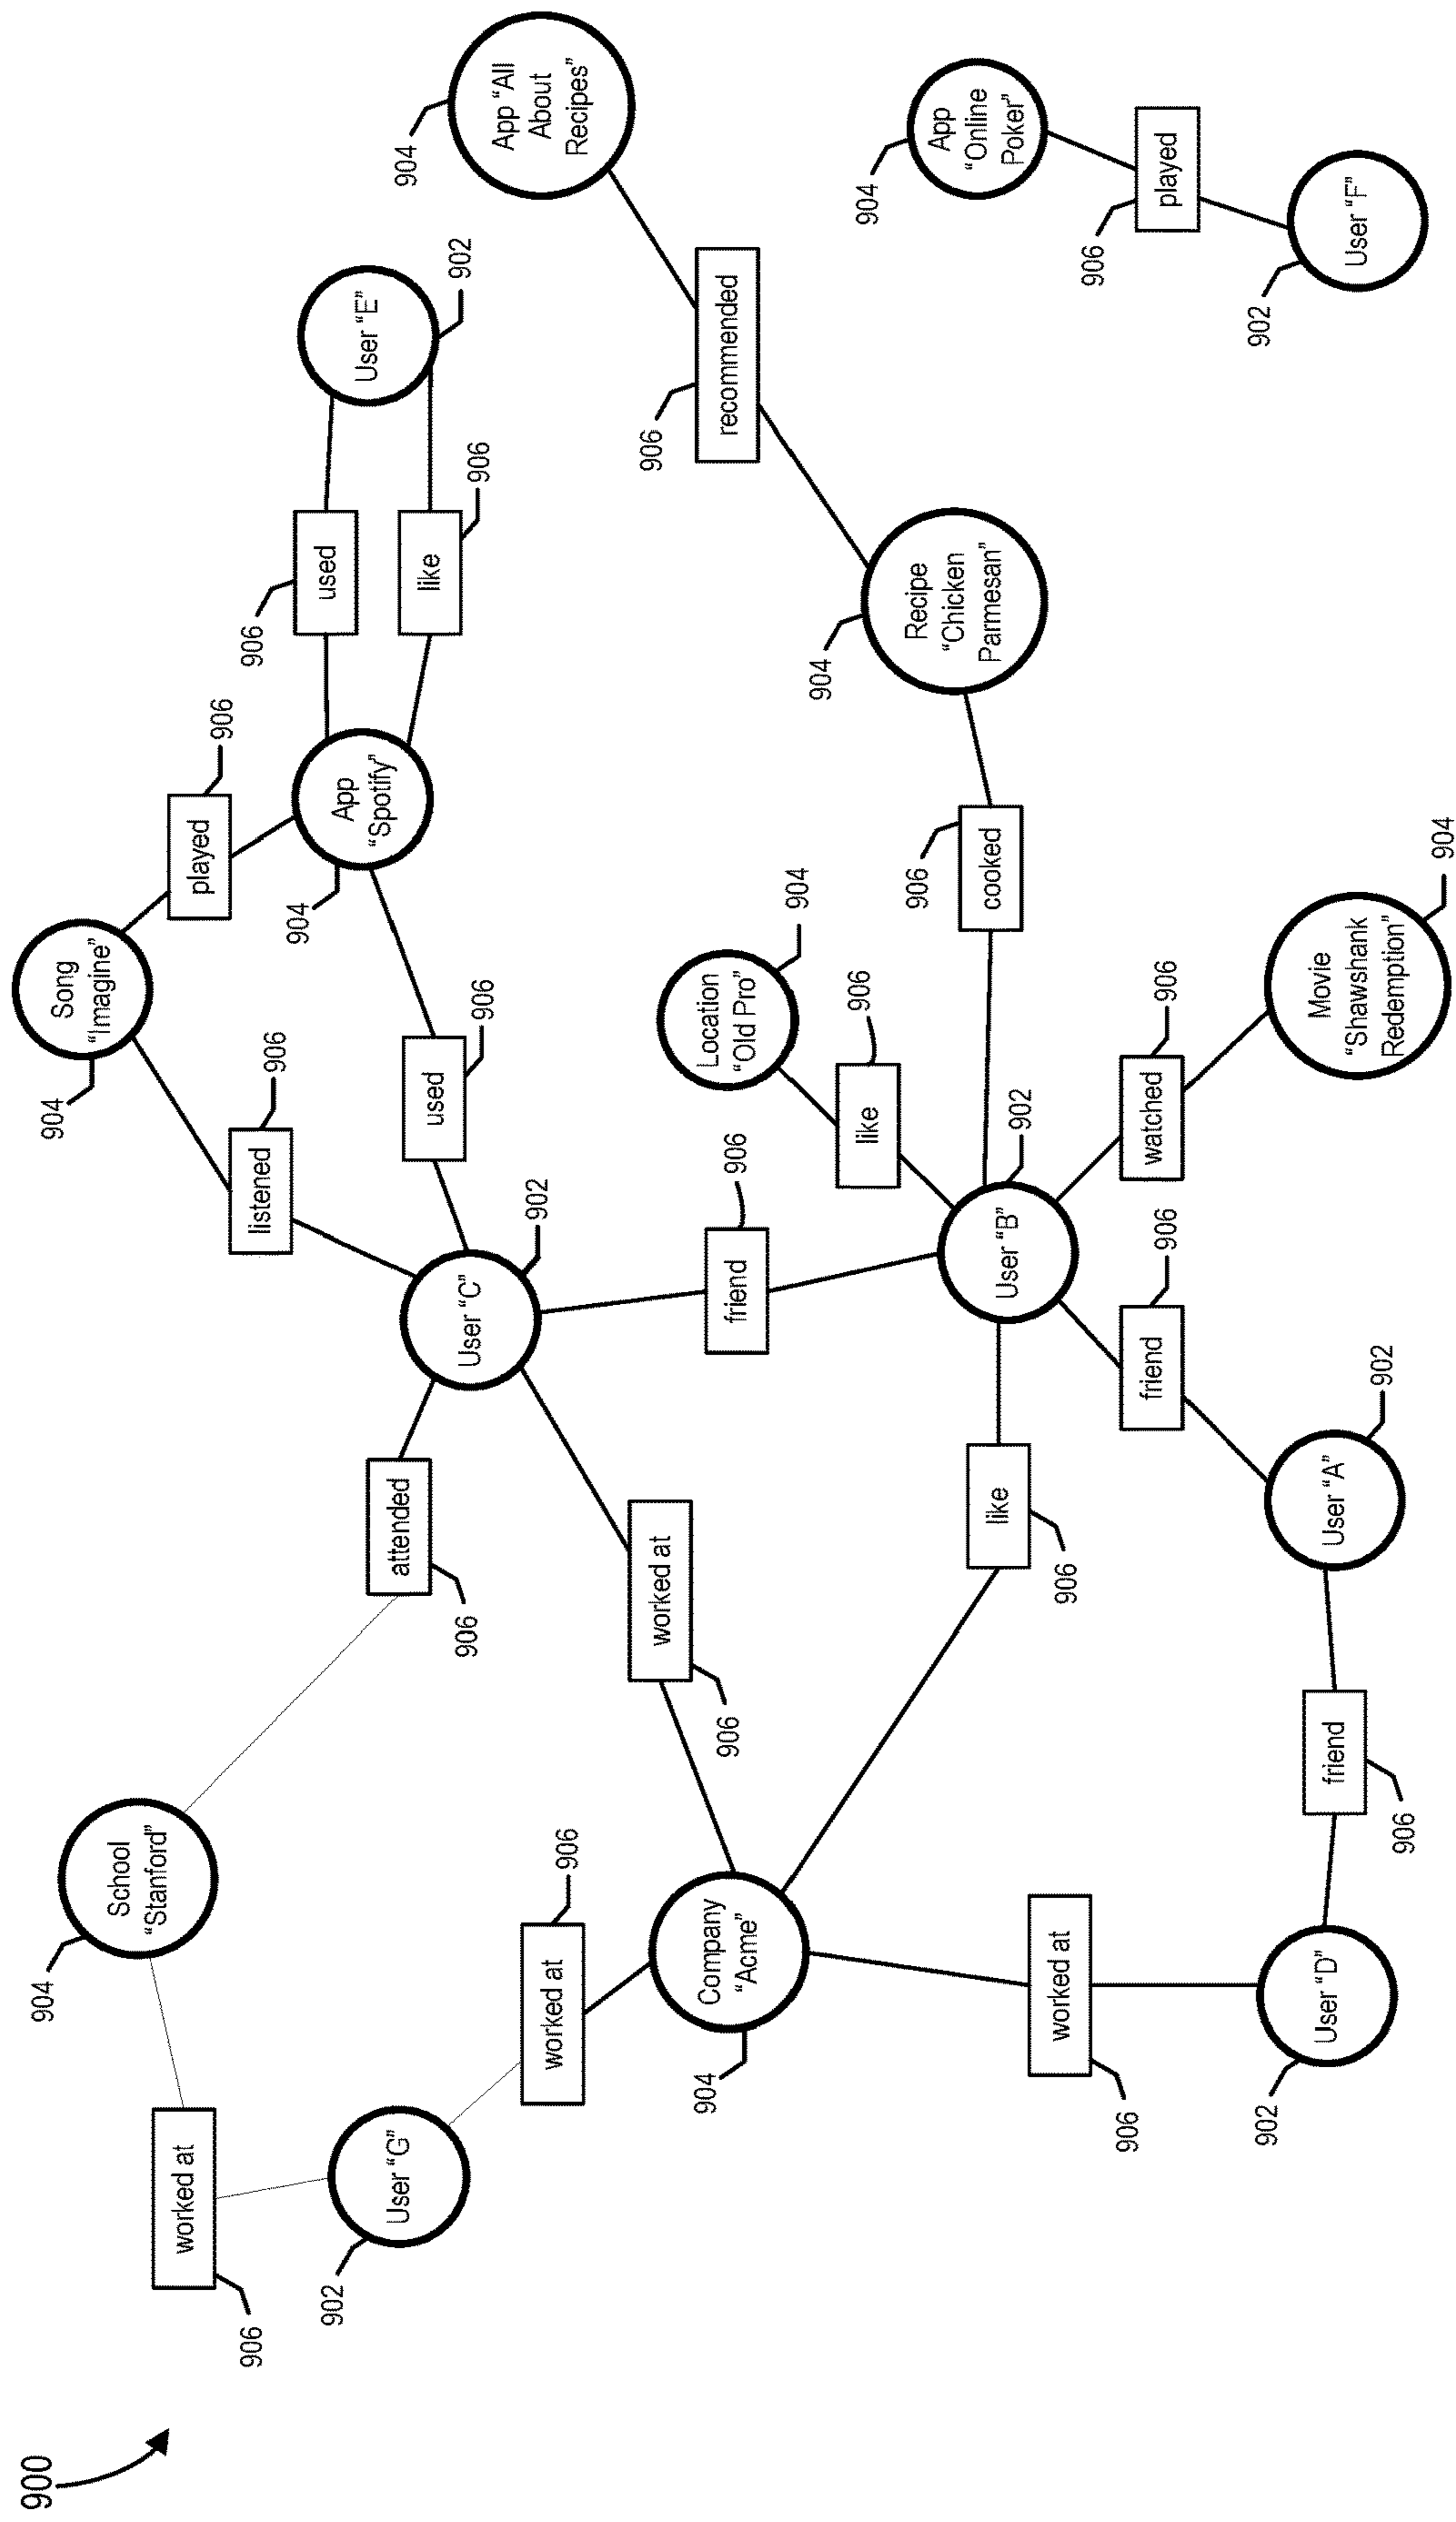 900
904
904
Song
“Imagine”
School
“Stanford”
worked at
played
906
906
listened
906
906
904
902
used
App
“Spotify”
User “E”
User “G”
attended
904
used
like
902
906
User “C”
906
906
App “All
About
Recipes”
902
worked at
906
906
worked at
904
Company
“Acme”
906
friend
906
Location
“Old Pro”
recommended
904
904
906
like
904
906
Recipe
“Chicken
Parmesan”
App
“Online
Poker”
like
User “B”
cooked
902
worked at
906
906
906
friend
watched
906
906
played
902
902
User “D”
friend
User “A”
Movie
“Shawshank
Redemption”
User “F”
902
906
904